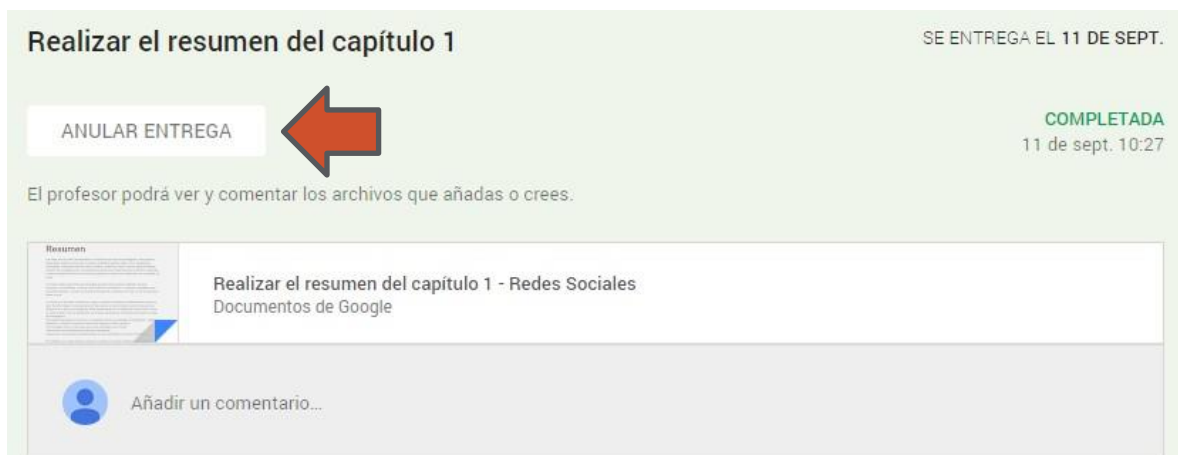 Realizar el resumen del capítulo 1
SE ENTREGA EL 11 DE SEPT.
ANULAR ENTREGA
COMPLETADA
11 de sept. 10:27
El profesor podrá ver y comentar los archivos que añadas o crees.
Resumen
Realizar el resumen del capítulo 1 - Redes Sociales
Documentos de Google
Añadir un comentario...